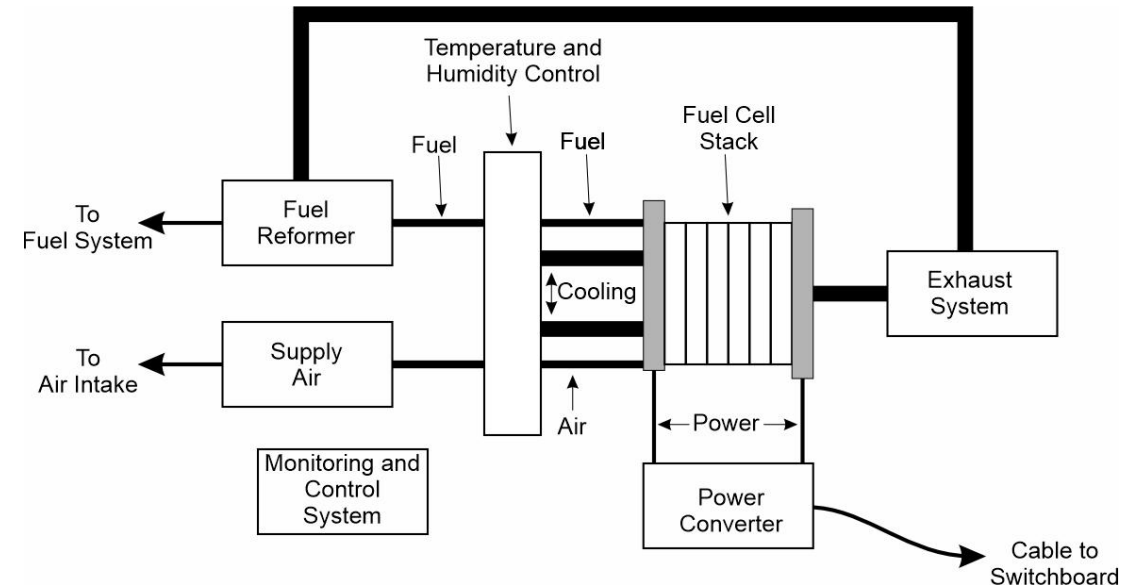 Temperature and
Humidity Control
Fuel Cell
Stack
Fuel
Fuel
To
Fuel System
Fuel
Reformer
Cooling
Exhaust
System
To
Air Intake
Supply
Air
Air
Power
Monitoring and
Control
System
Power
Converter
Cable to
Switchboard